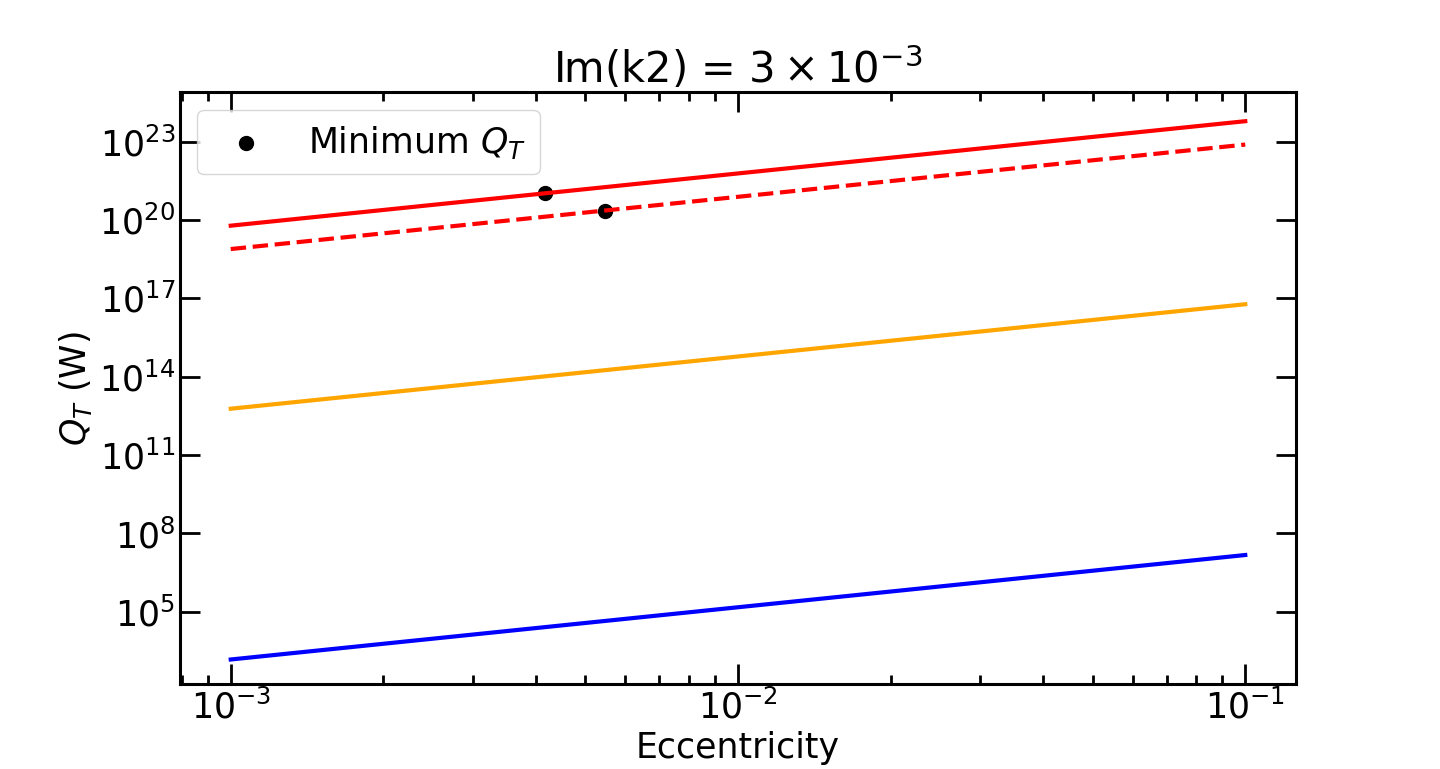 Im(k2) = 3 × 10⁻³
Minimum Q_T
10²³
10²⁰
10¹⁷
10¹⁴
10¹¹
10⁸
10⁵
Q_T (W)
10⁻³ 10⁻² 10⁻¹
Eccentricity